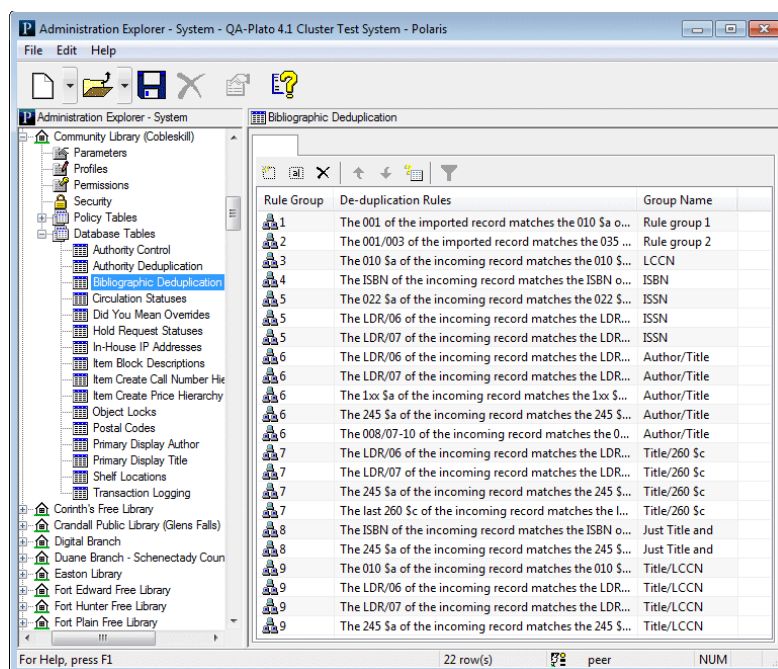 Administration Explorer - System - QA-Plato 4.1 Cluster Test System - Polaris
File Edit Help
Administration Explorer - System
Community Library (Cobleskill)
Parameters
Profiles
Permissions
Security
Policy Tables
Database Tables
Authority Control
Authority Deduplication
Bibliographic Deduplication
Circulation Statuses
Did You Mean Overrides
Hold Request Statuses
In-House IP Addresses
Item Block Descriptions
Item Create Call Number Hie
Item Create Price Hierarchy
Object Locks
Postal Codes
Primary Display Author
Primary Display Title
Shelf Locations
Transaction Logging
Corinth's Free Library
Crandall Public Library (Glens Falls)
Digital Branch
Duane Branch - Schenectady Coun
Easton Library
Fort Edward Free Library
Fort Hunter Free Library
Fort Plain Free Library
Bibliographic Deduplication
Rule Group De-duplication Rules Group Name
1 The 001 of the imported record matches the 010 $a o... Rule group 1
2 The 001/003 of the imported record matches the 035 ... Rule group 2
3 The 010 $a of the incoming record matches the 010 $... LCCN
4 The ISBN of the incoming record matches the ISBN o... ISBN
5 The 022 $a of the incoming record matches the 022 $... ISSN
5 The LDR/06 of the incoming record matches the LDR... ISSN
5 The LDR/07 of the incoming record matches the LDR... ISSN
6 The LDR/06 of the incoming record matches the LDR... Author/Title
6 The LDR/07 of the incoming record matches the LDR... Author/Title
6 The 1xx $a of the incoming record matches the 1xx $... Author/Title
6 The 245 $a of the incoming record matches the 245 $... Author/Title
6 The 008/07-10 of the incoming record matches the 0... Author/Title
7 The LDR/06 of the incoming record matches the LDR... Title/260 $c
7 The LDR/07 of the incoming record matches the LDR... Title/260 $c
7 The 245 $a of the incoming record matches the 245 $... Title/260 $c
7 The last 260 $c of the incoming record matches the l... Title/260 $c
8 The ISBN of the incoming record matches the ISBN o... Just Title and
8 The 245 $a of the incoming record matches the 245 $... Just Title and
9 The 010 $a of the incoming record matches the 010 $... Title/LCCN
9 The LDR/06 of the incoming record matches the LDR... Title/LCCN
9 The LDR/07 of the incoming record matches the LDR... Title/LCCN
9 The 245 $a of the incoming record matches the 245 $... Title/LCCN
For Help, press F1 22 row(s) peer NUM